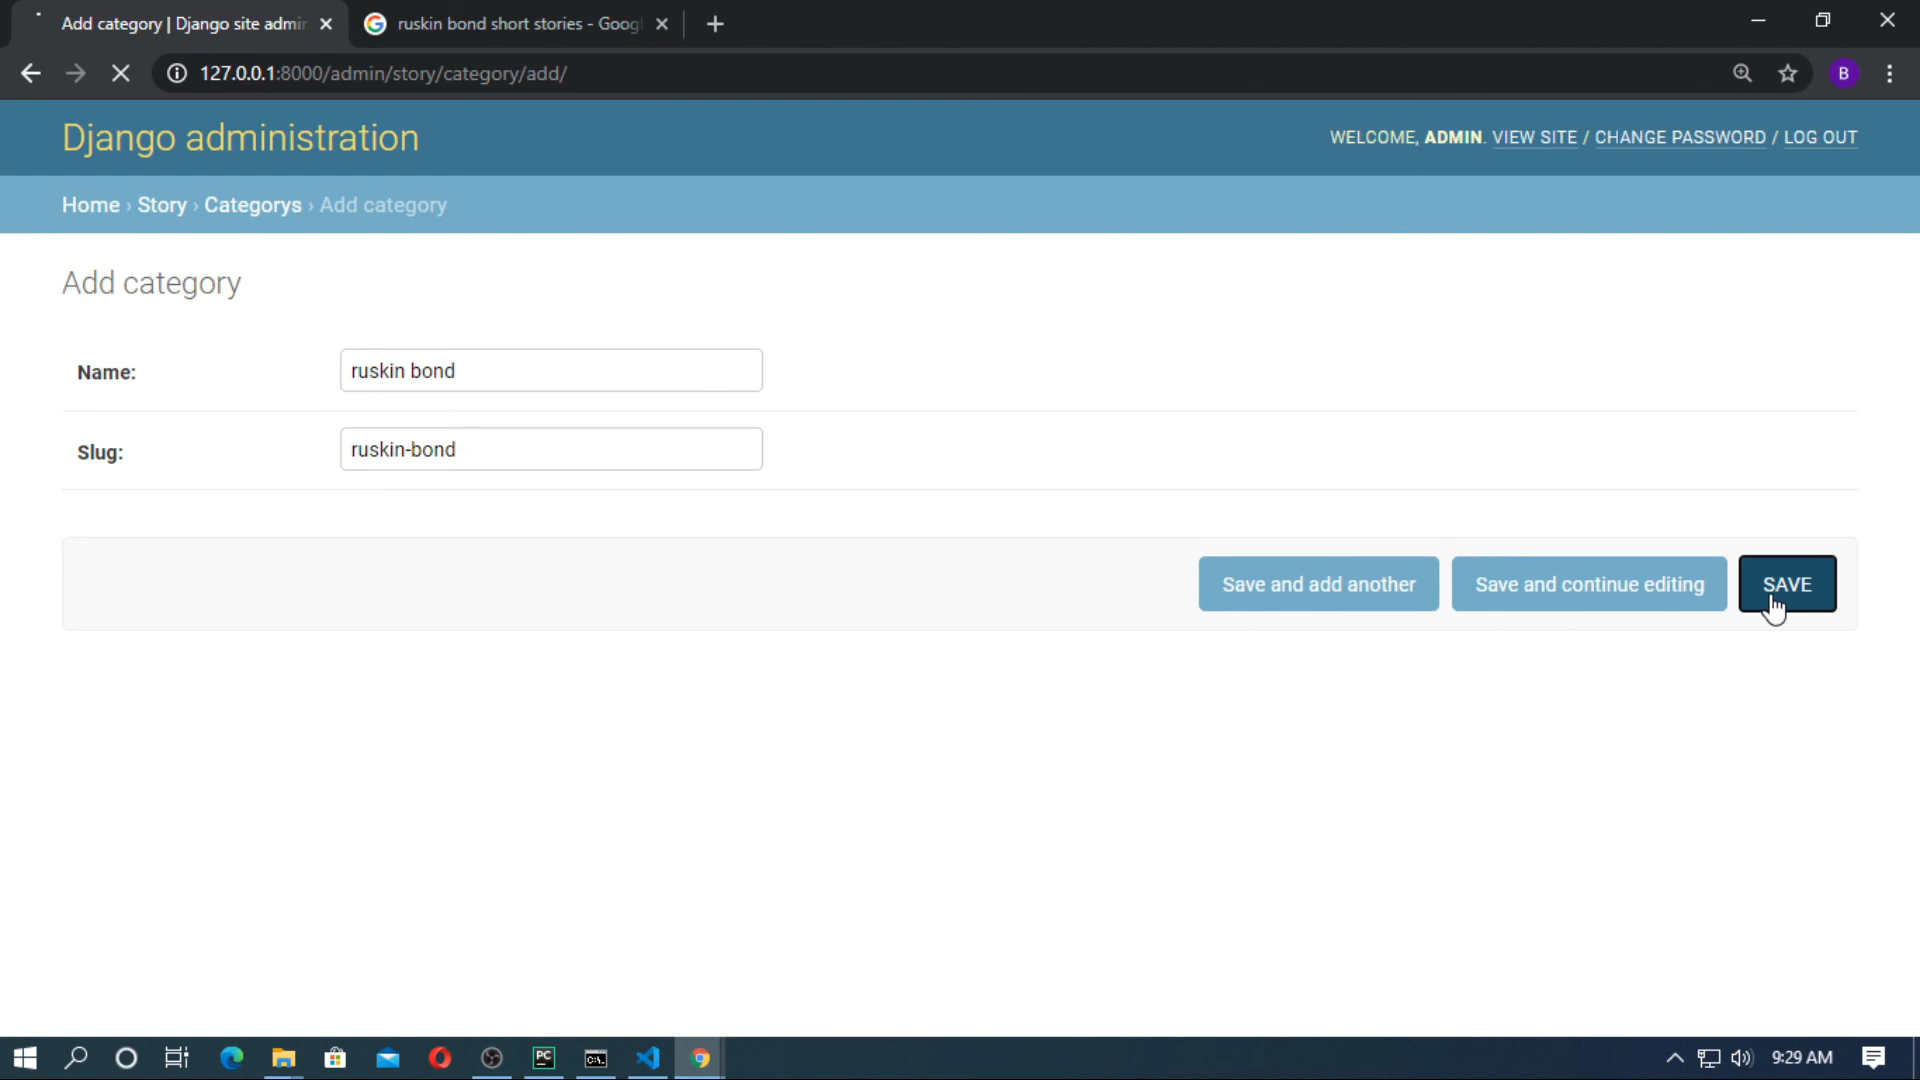 Add category | Django site admi
ruskin bond short stories - Goog
127.0.0.1:8000/admin/story/category/add/
B
Django administration
WELCOME, ADMIN. VIEW SITE / CHANGE PASSWORD / LOG OUT
Home › Story › Categorys › Add category
Add category
Name: ruskin bond
Slug: ruskin-bond
Save and add another
Save and continue editing
SAVE
PC
C:\.
9:29 AM